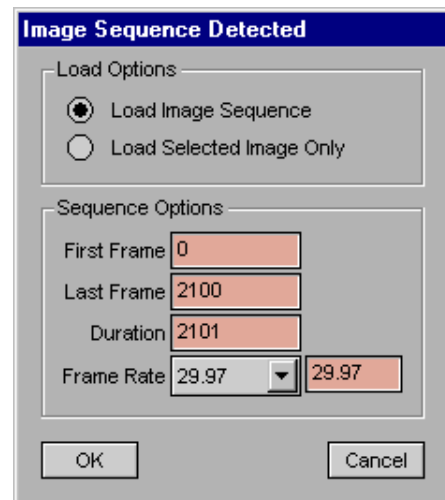 Image Sequence Detected
Load Options
Load Image Sequence
Load Selected Image Only
Sequence Options
First Frame 0
Last Frame 2100
Duration 2101
Frame Rate 29.97 29.97
OK Cancel